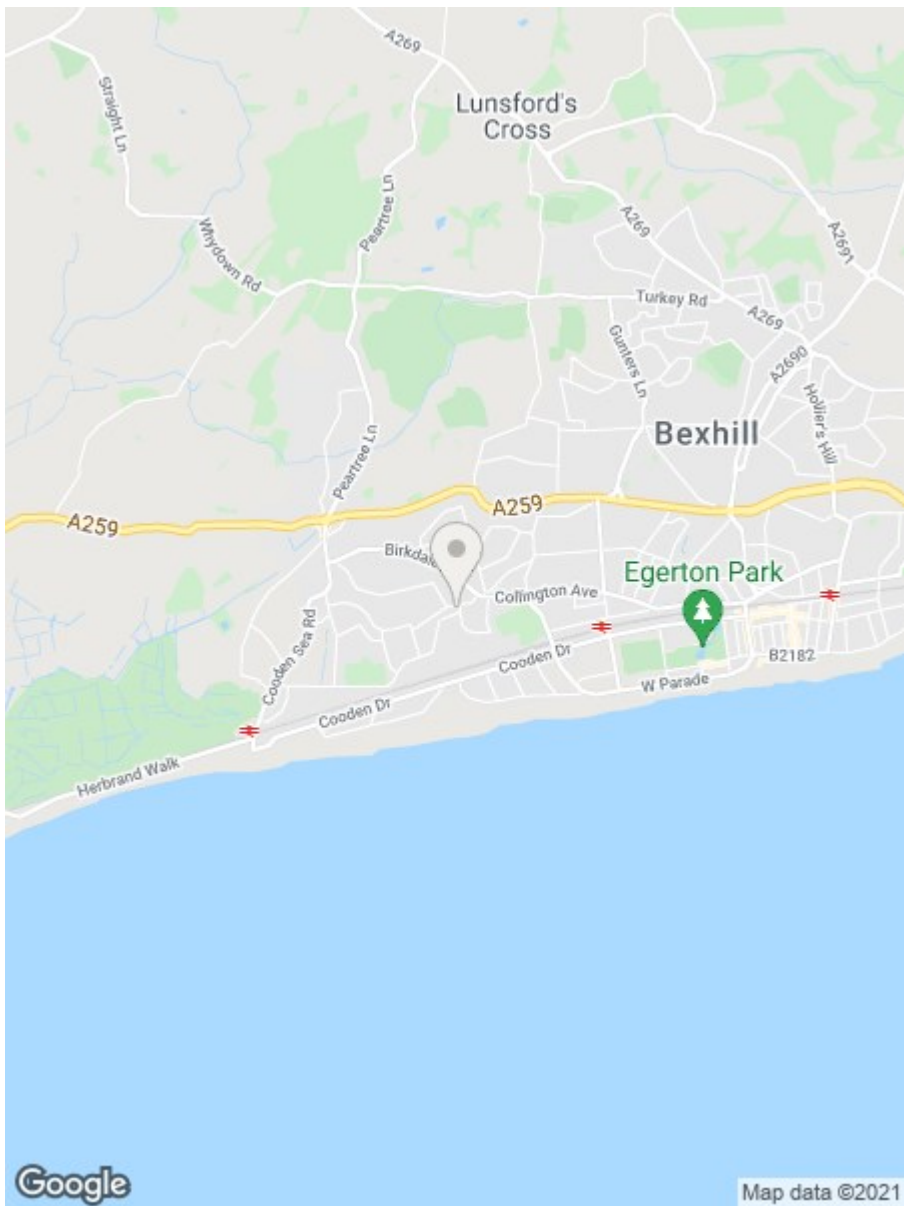 A269
Lunsford's
Cross
Straight Ln
Peartree Ln
Whydown Rd
A269
A2691
Turkey Rd
A269
Gunters Ln
A2690
Hollier's Hill
Bexhill
Peartree Ln
A259
A259
Birkdale
Egerton Park
Collington Ave
Cooden Sea Rd
Cooden Dr
B2182
W Parade
Cooden Dr
Herbrand Walk
Google
Map data ©2021